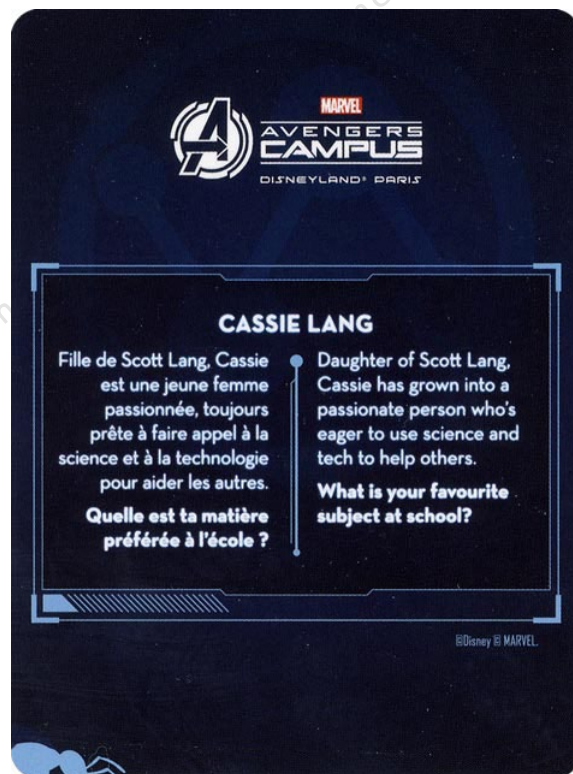 MARVEL
AVENGERS
CAMPUS
DISNEYLAND® PARIS
CASSIE LANG
Fille de Scott Lang, Cassie
est une jeune femme
passionnée, toujours
prête à faire appel à la
science et à la technologie
pour aider les autres.
Quelle est ta matière
préférée à l'école ?
Daughter of Scott Lang,
Cassie has grown into a
passionate person who's
eager to use science and
tech to help others.
What is your favourite
subject at school?
©Disney © MARVEL.